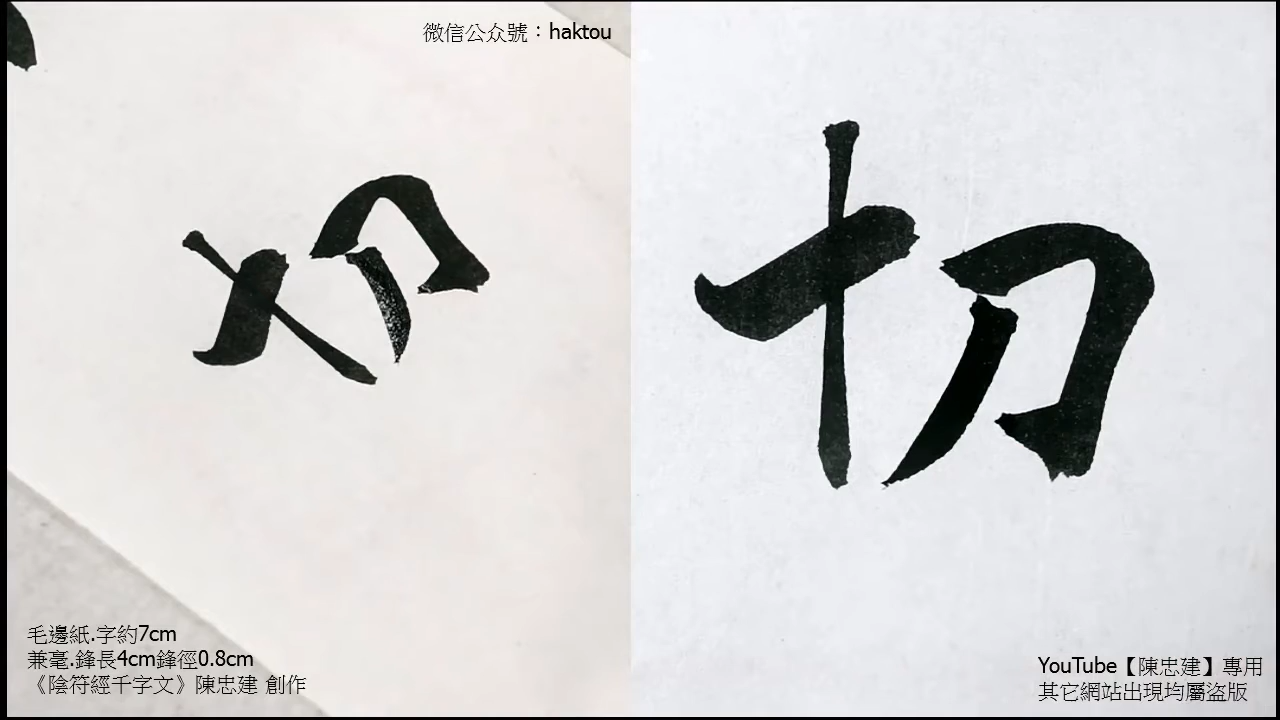 微信公众號：haktou
切
切
毛邊紙.字約7cm
兼毫.鋒長4cm鋒徑0.8cm
《陰符經千字文》陳忠建 創作
YouTube【陳忠建】專用
其它網站出現均屬盜版